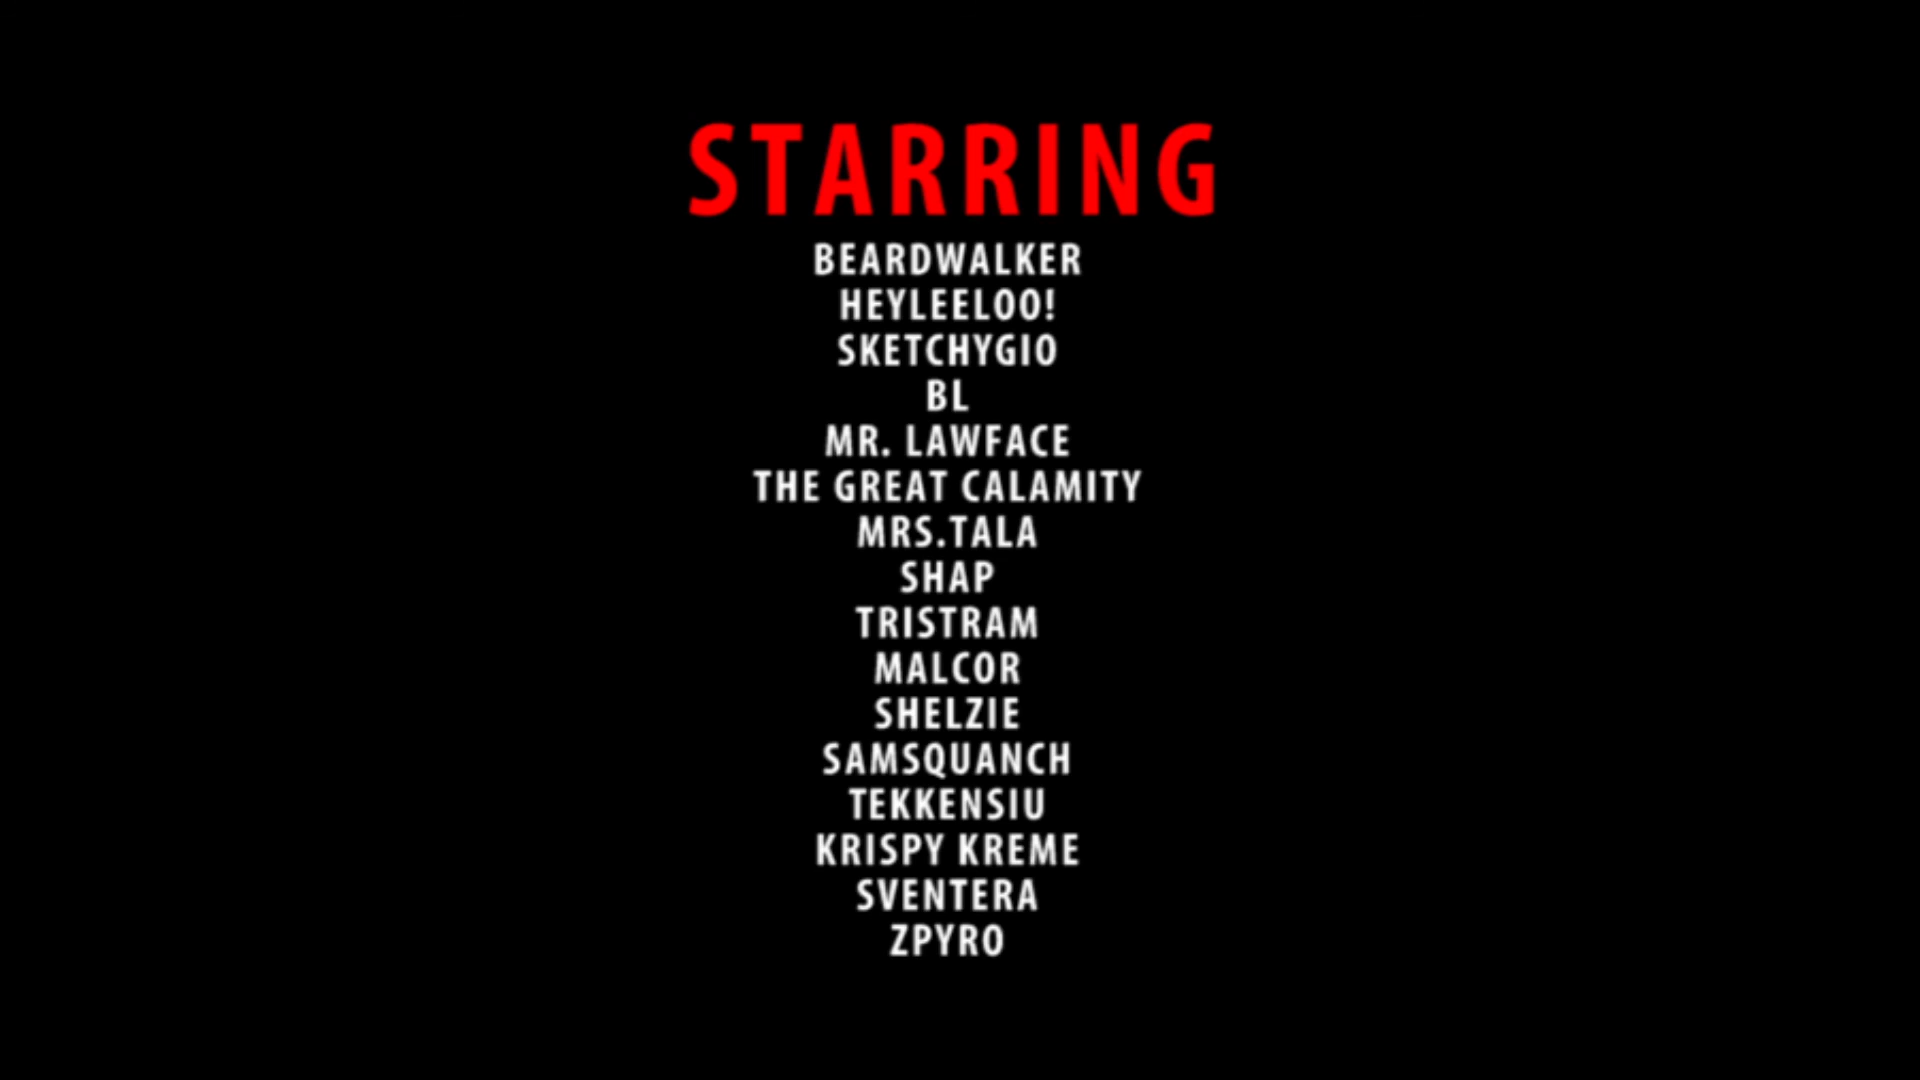 STARRING
BEARDWALKER
HEYLEELOO!
SKETCHYGIO
BL
MR. LAWFACE
THE GREAT CALAMITY
MRS.TALA
SHAP
TRISTRAM
MALCOR
SHELZIE
SAMSQUANCH
TEKKENSIU
KRISPY KREME
SVENTERA
ZPYRO